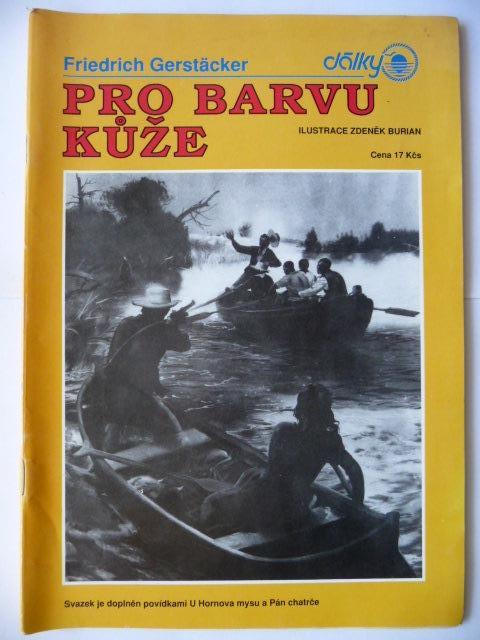 Friedrich Gerstäcker
dálky
PRO BARVU
KŮŽE
ILUSTRACE ZDENĚK BURIAN
Cena 17 Kčs
Svazek je doplněn povídkami U Hornova mysu a Pán chatrče